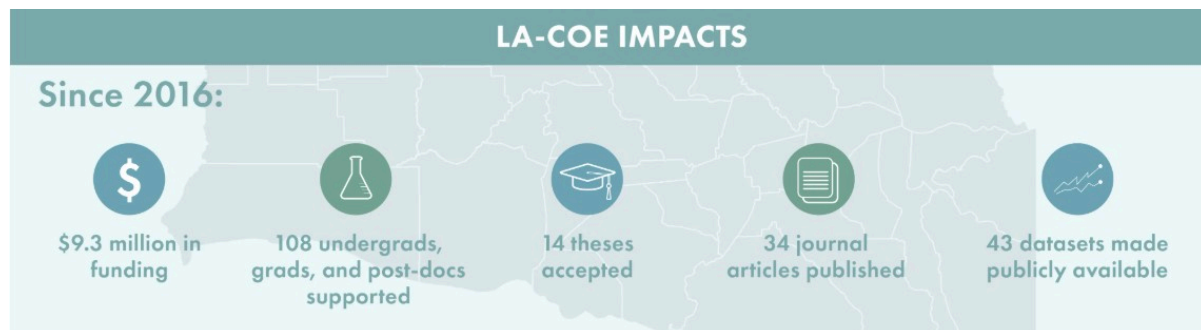 LA-COE IMPACTS
Since 2016:
$9.3 million in
funding
108 undergrads,
grads, and post-docs
supported
14 theses
accepted
34 journal
articles published
43 datasets made
publicly available